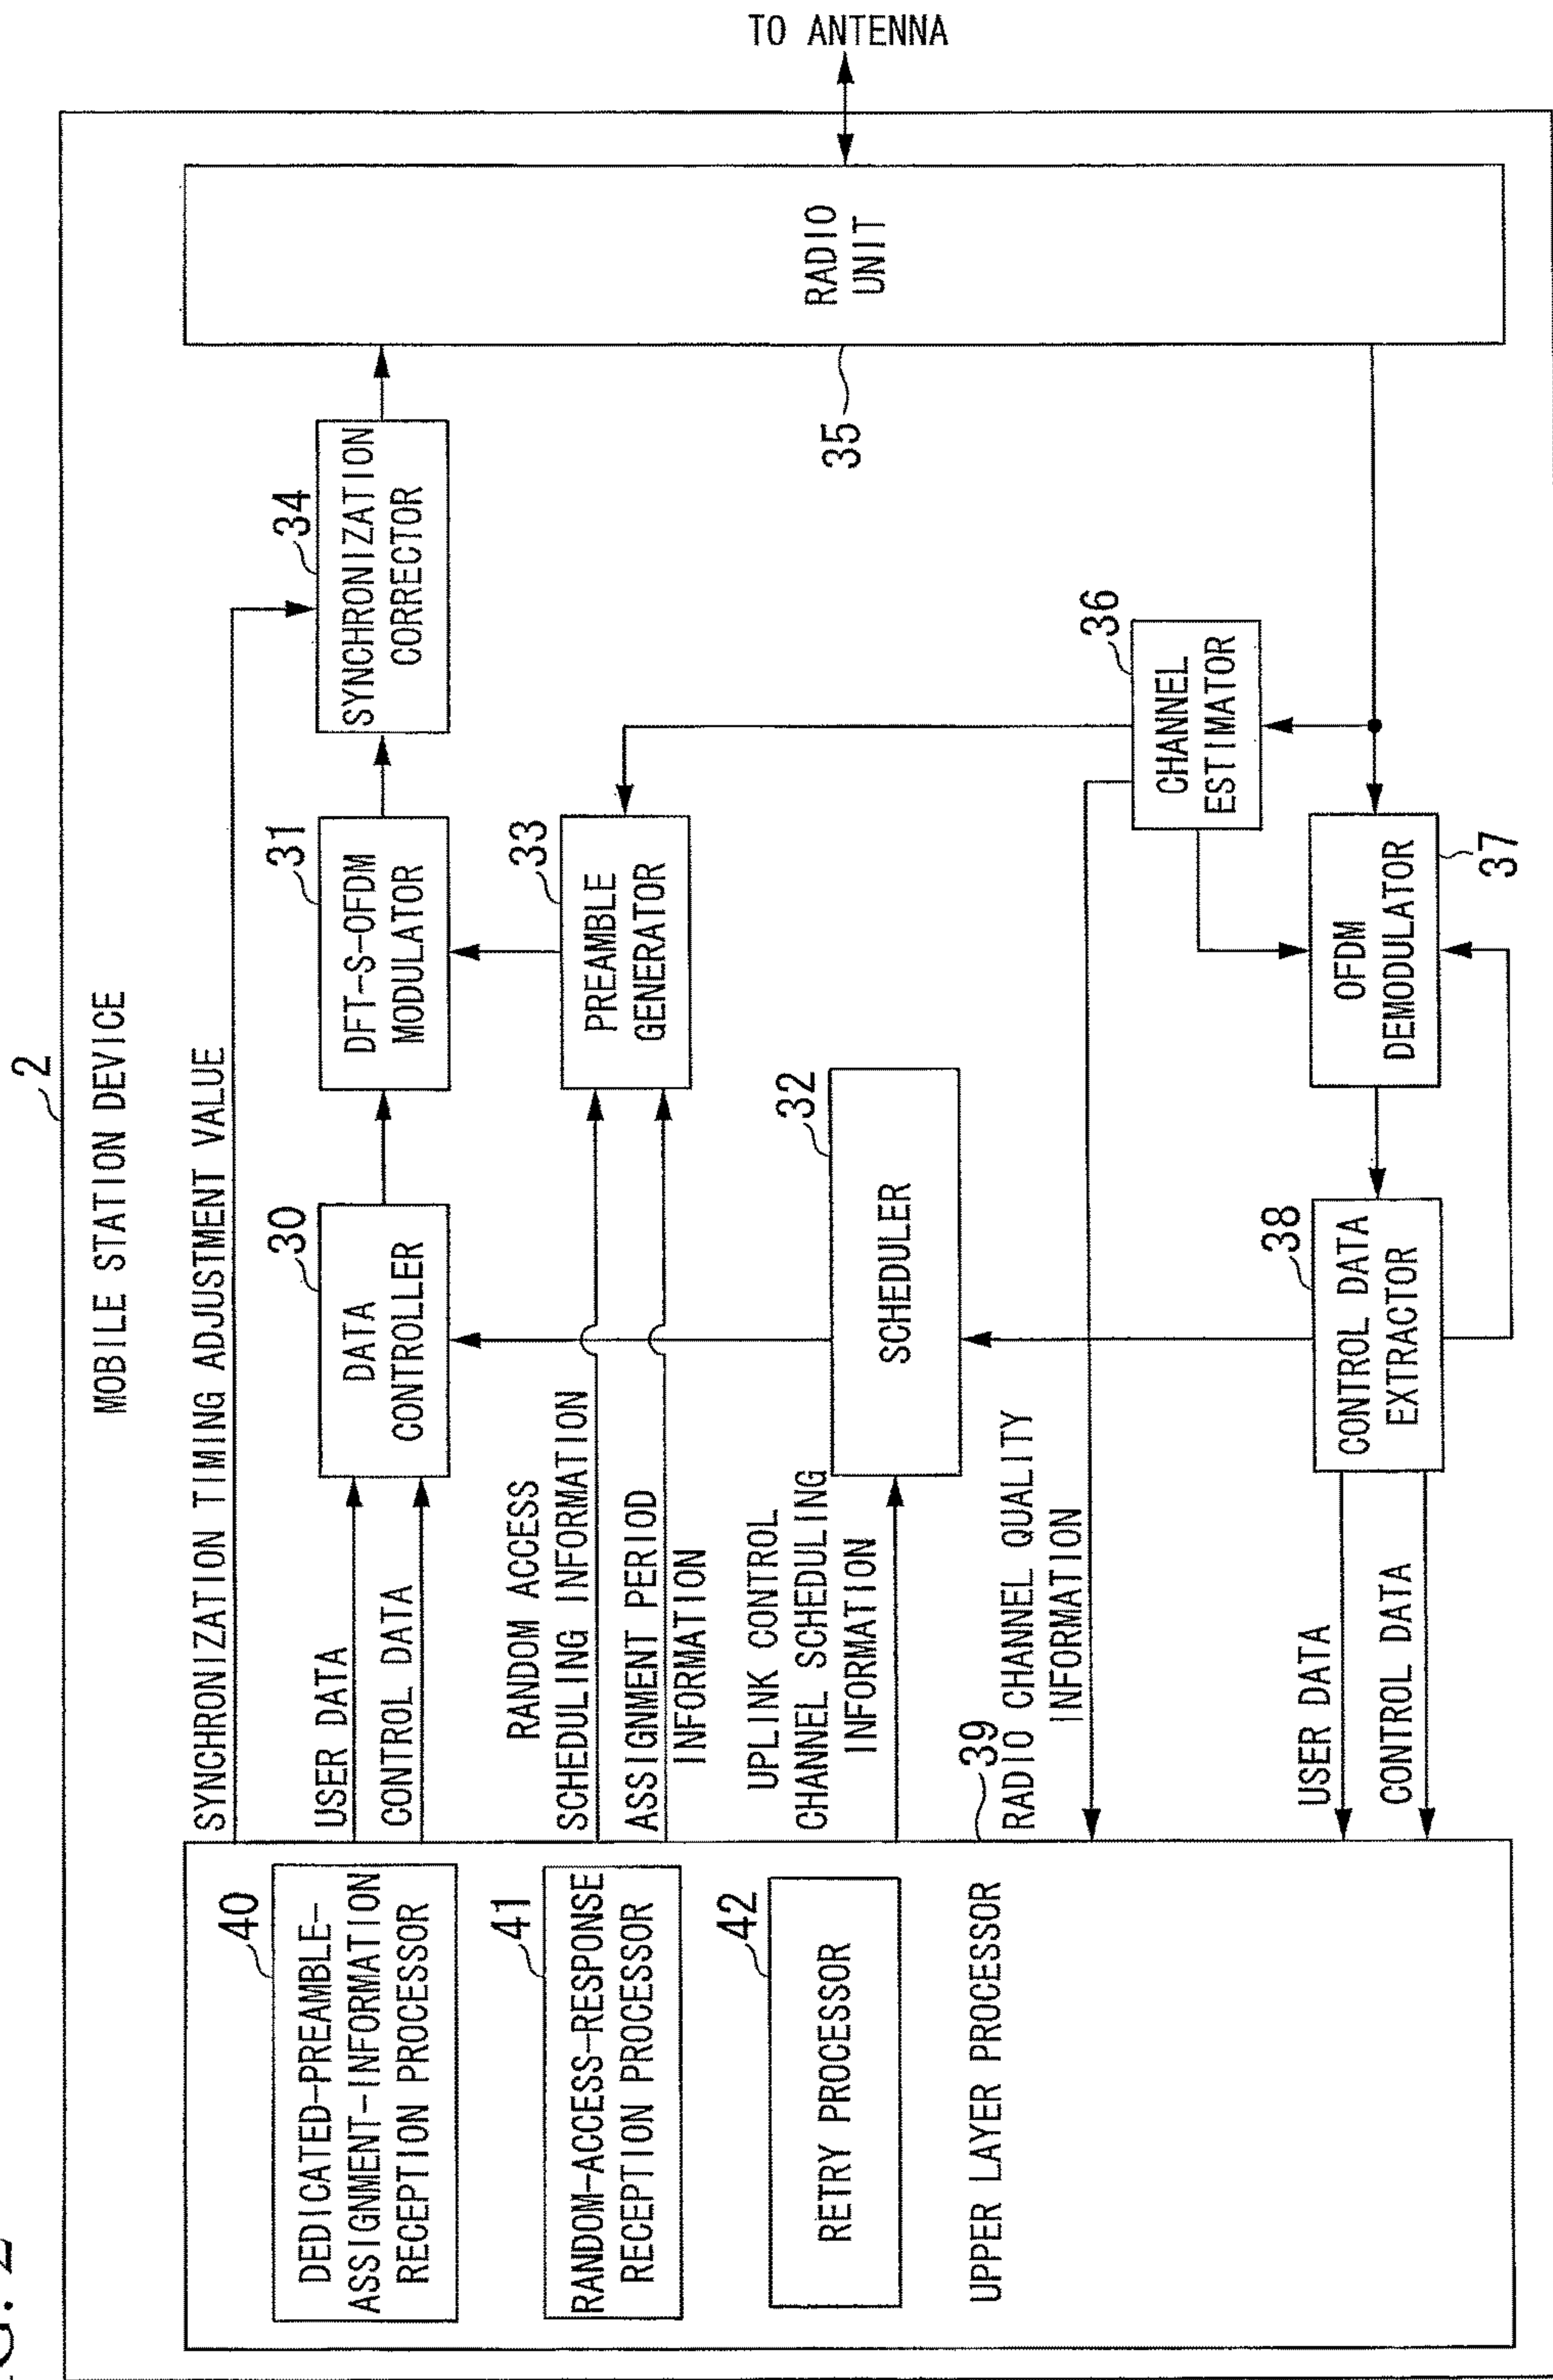 FIG. 2
2
MOBILE STATION DEVICE
SYNCHRONIZATION TIMING ADJUSTMENT VALUE
40
DEDICATED-PREAMBLE-
ASSIGNMENT-INFORMATION
RECEPTION PROCESSOR
41
RANDOM-ACCESS-RESPONSE
RECEPTION PROCESSOR
42
RETRY PROCESSOR
UPPER LAYER PROCESSOR
39
USER DATA
CONTROL DATA
RANDOM ACCESS
SCHEDULING INFORMATION
ASSIGNMENT PERIOD
INFORMATION
UPLINK CONTROL
CHANNEL SCHEDULING
INFORMATION
RADIO CHANNEL QUALITY
INFORMATION
USER DATA
CONTROL DATA
30
DATA
CONTROLLER
32
SCHEDULER
38
CONTROL DATA
EXTRACTOR
31
DFT-S-OFDM
MODULATOR
33
PREAMBLE
GENERATOR
36
CHANNEL
ESTIMATOR
OFDM
DEMODULATOR
37
34
SYNCHRONIZATION
CORRECTOR
35
RADIO
UNIT
TO ANTENNA